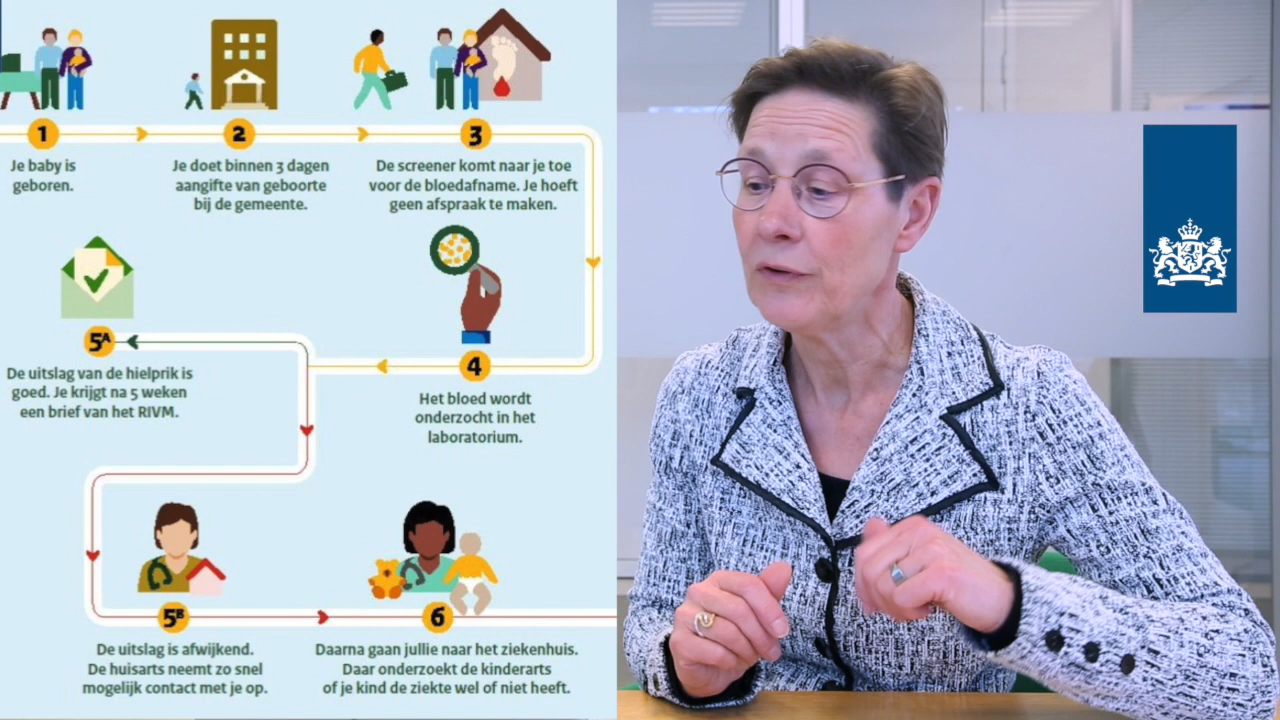 1
Je baby is
geboren.
2
Je doet binnen 3 dagen
aangifte van geboorte
bij de gemeente.
3
De screener komt naar je toe
voor de bloedafname. Je hoeft
geen afspraak te maken.
4
Het bloed wordt
onderzocht in het
laboratorium.
5A
De uitslag van de hielprik is
goed. Je krijgt na 5 weken
een brief van het RIVM.
5B
De uitslag is afwijkend.
De huisarts neemt zo snel
mogelijk contact met je op.
6
Daarna gaan jullie naar het ziekenhuis.
Daar onderzoekt de kinderarts
of je kind de ziekte wel of niet heeft.